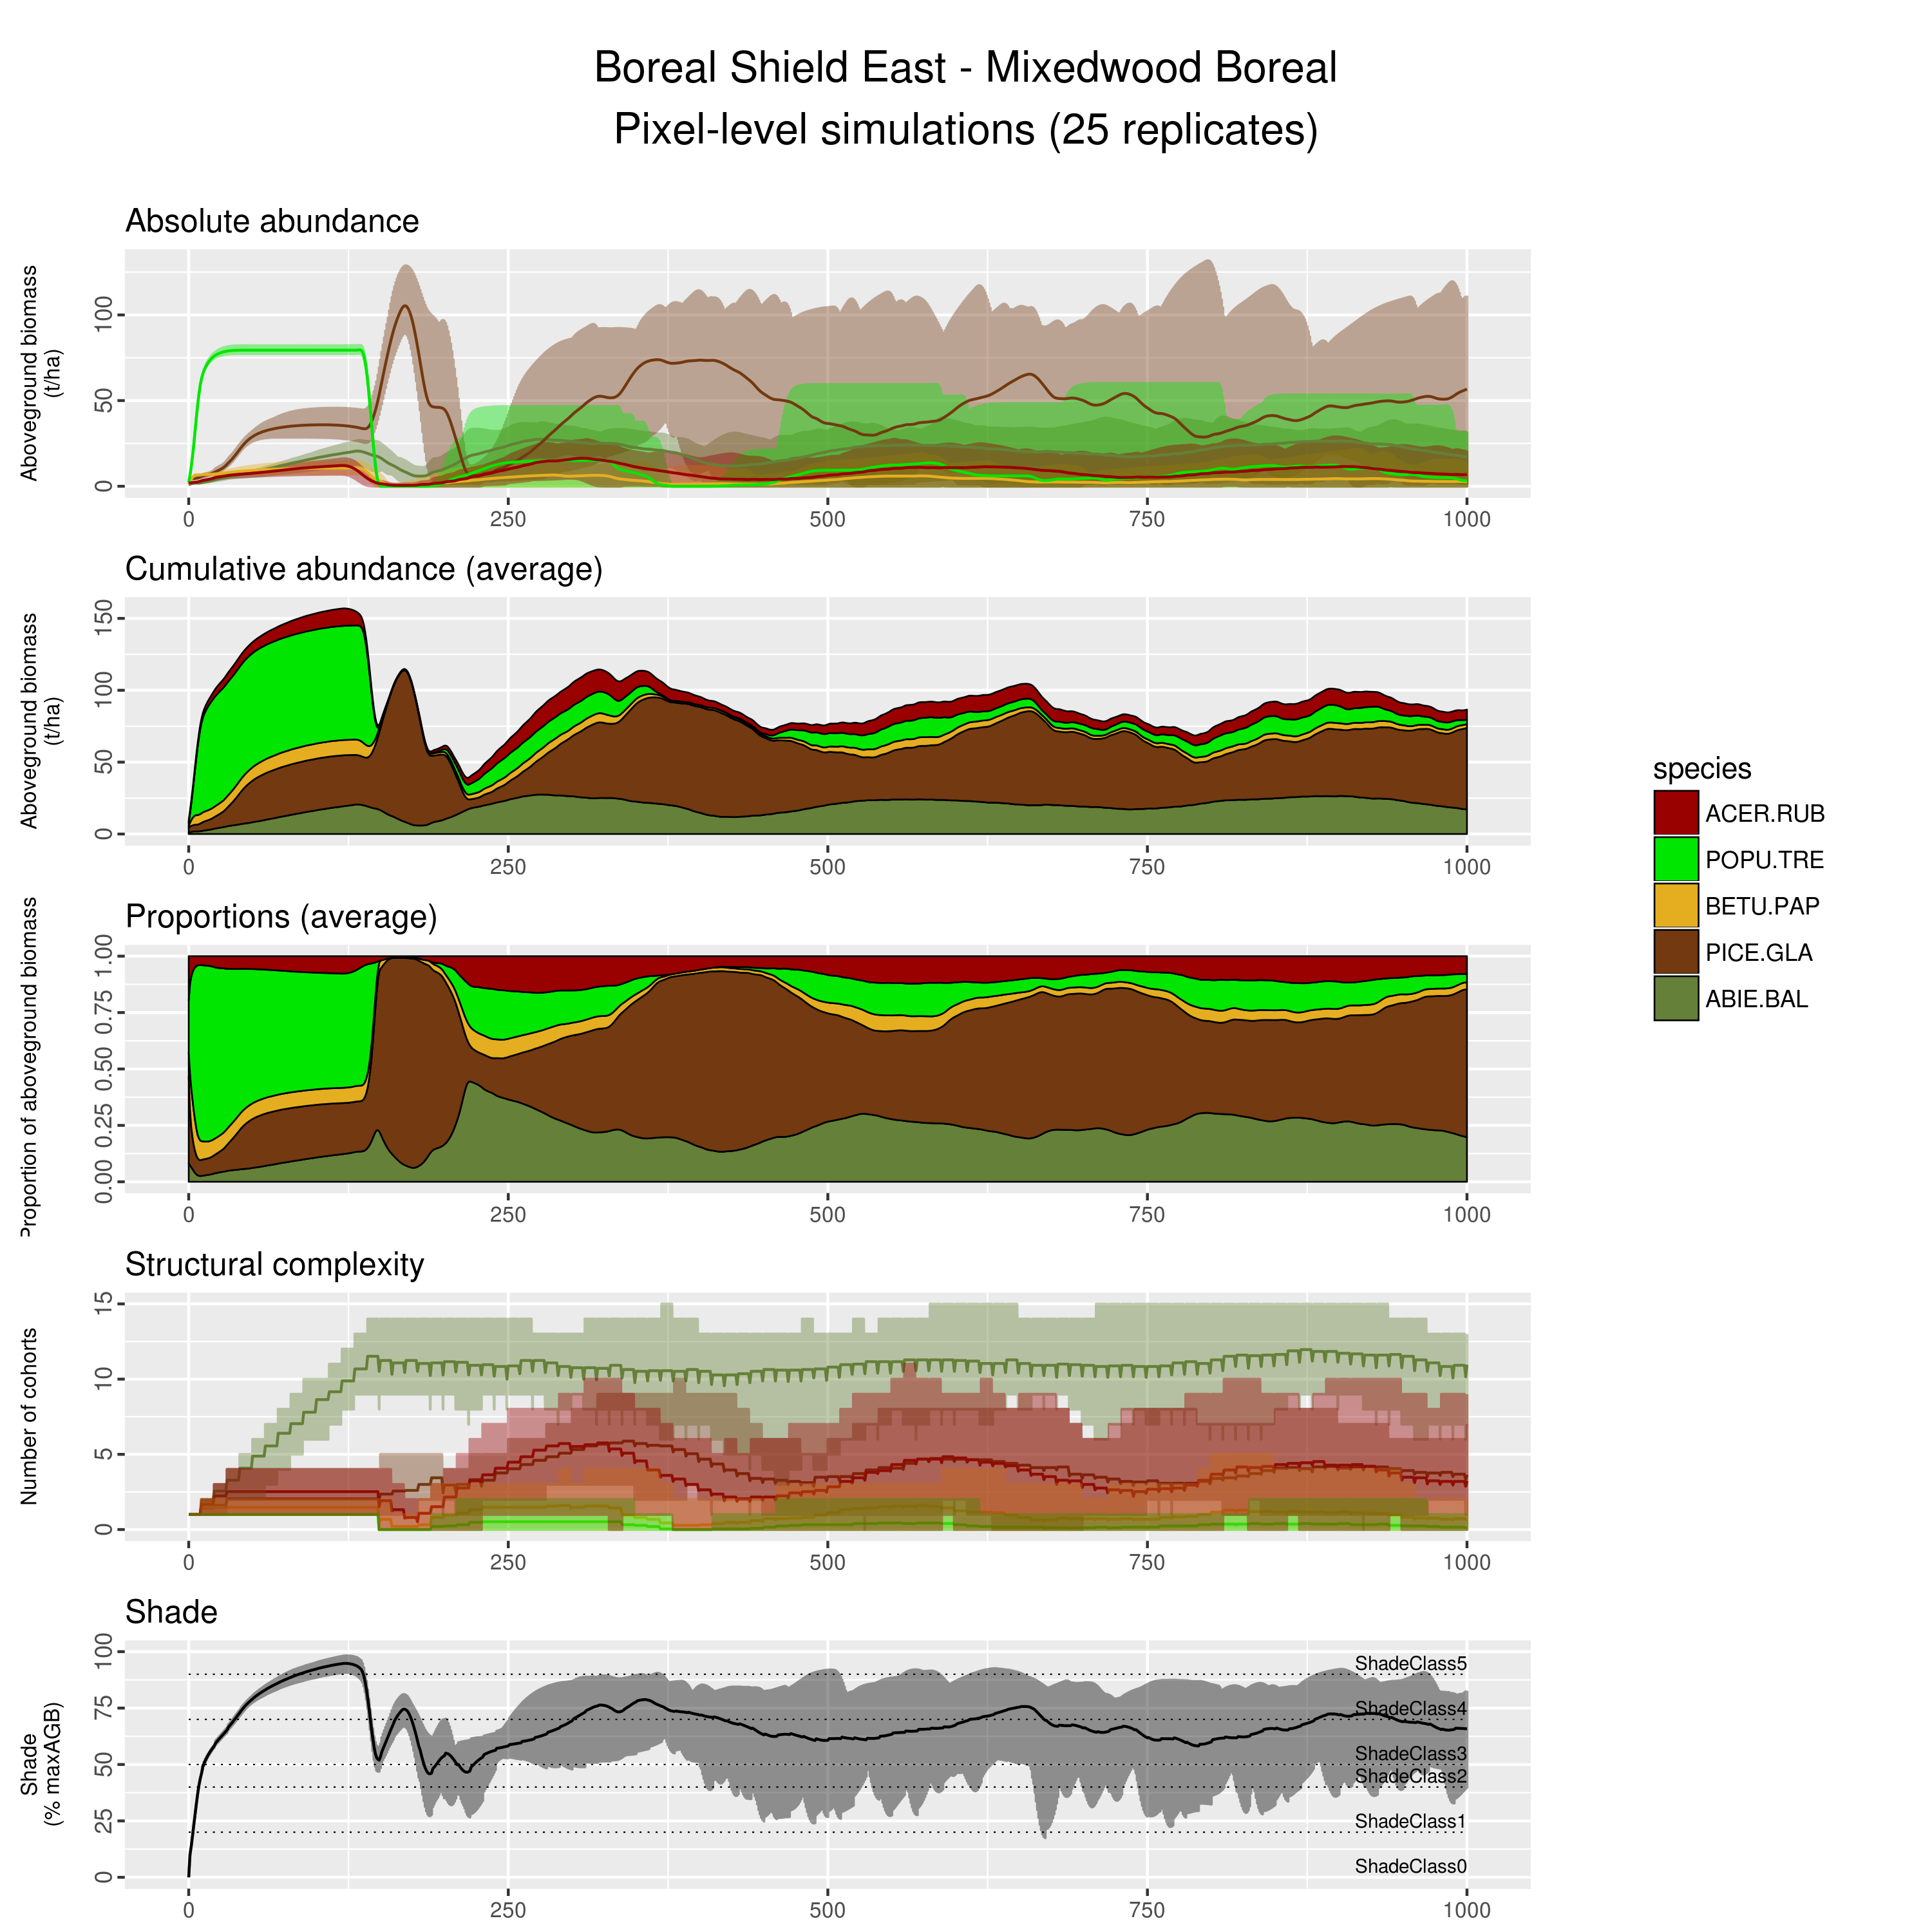 Boreal Shield East - Mixedwood Boreal
Pixel-level simulations (25 replicates)
Absolute abundance
Aboveground biomass
(t/ha)
100
50
0
0 250 500 750 1000
Cumulative abundance (average)
Aboveground biomass
(t/ha)
150
100
50
0
0 250 500 750 1000
species
ACER.RUB
POPU.TRE
BETU.PAP
PICE.GLA
ABIE.BAL
Proportions (average)
Proportion of aboveground biomass
1.00
0.75
0.50
0.25
0.00
0 250 500 750 1000
Structural complexity
Number of cohorts
15
10
5
0
0 250 500 750 1000
Shade
Shade
(% maxAGB)
100
75
50
25
0
ShadeClass5
ShadeClass4
ShadeClass3
ShadeClass2
ShadeClass1
ShadeClass0
0 250 500 750 1000